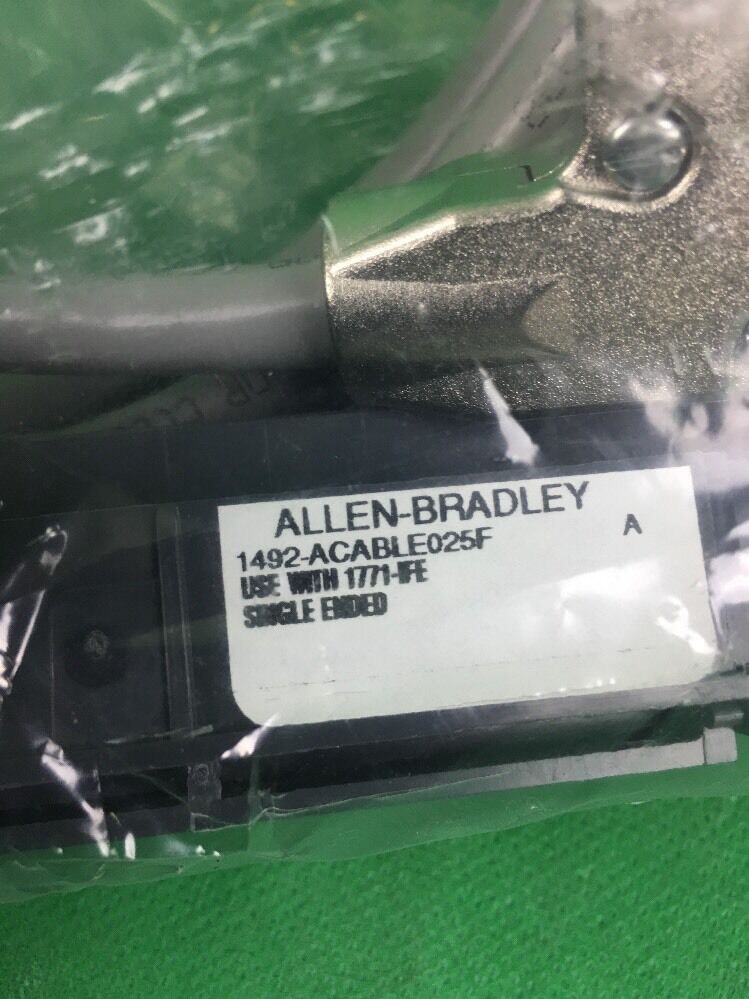 ALLEN-BRADLEY
1492-ACABLE025F A
USE WITH 1771-IFE
SINGLE ENDED